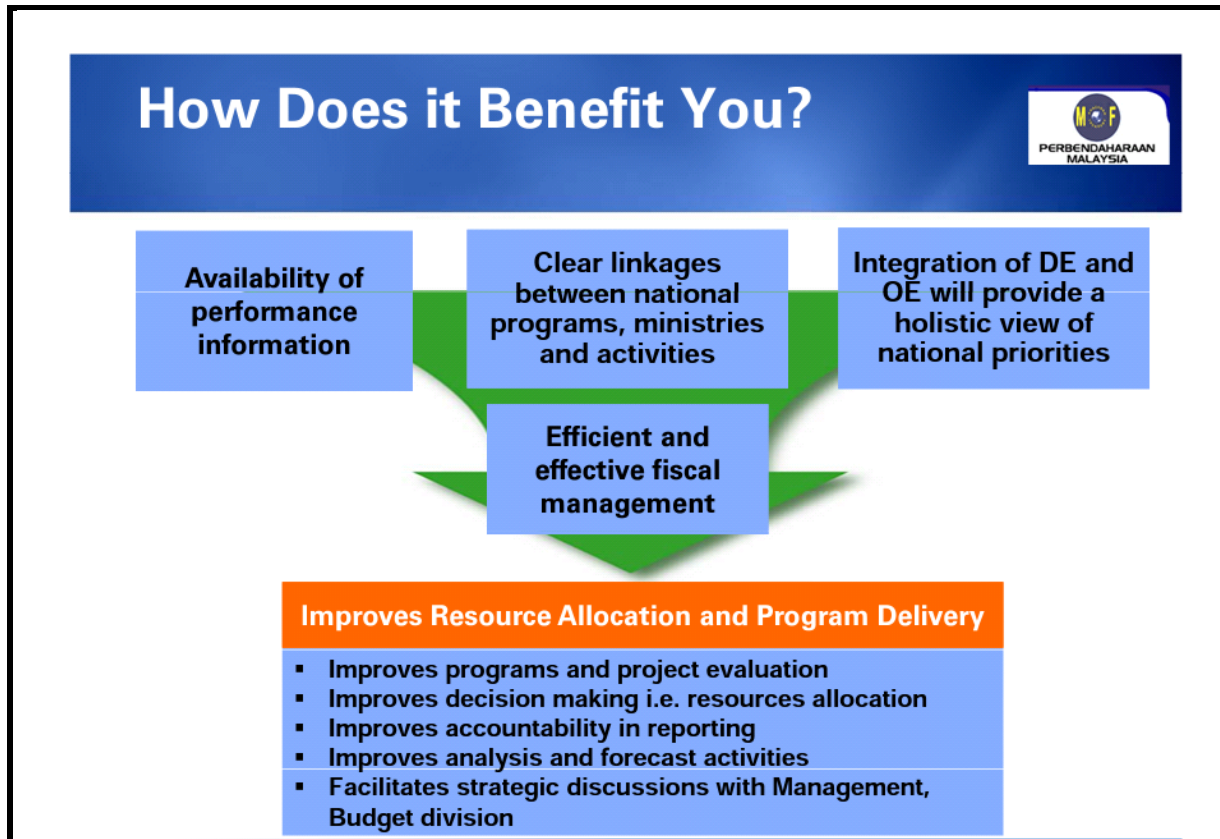 How Does it Benefit You?
M F
PERBENDAHARAAN
MALAYSIA
Availability of
performance
information
Clear linkages
between national
programs, ministries
and activities
Integration of DE and
OE will provide a
holistic view of
national priorities
Efficient and
effective fiscal
management
Improves Resource Allocation and Program Delivery
▪ Improves programs and project evaluation
▪ Improves decision making i.e. resources allocation
▪ Improves accountability in reporting
▪ Improves analysis and forecast activities
▪ Facilitates strategic discussions with Management,
Budget division